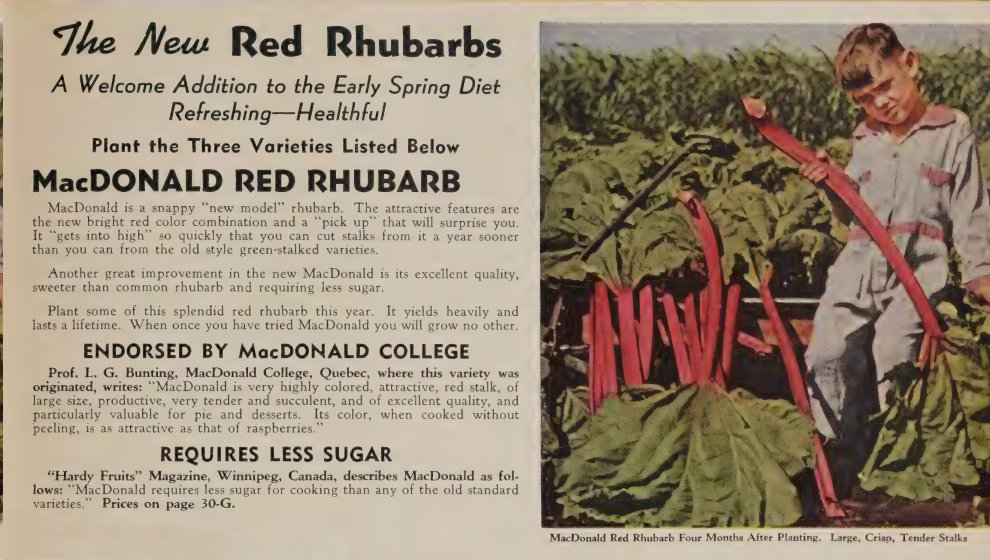 The New Red Rhubarbs
A Welcome Addition to the Early Spring Diet
Refreshing—Healthful
Plant the Three Varieties Listed Below
MacDONALD RED RHUBARB
MacDonald is a snappy “new model” rhubarb. The attractive features are
the new bright red color combination and a “pick up” that will surprise you.
It “gets into high” so quickly that you can cut stalks from it a year sooner
than you can from the old style green-stalked varieties.
Another great improvement in the new MacDonald is its excellent quality,
sweeter than common rhubarb and requiring less sugar.
Plant some of this splendid red rhubarb this year. It yields heavily and
lasts a lifetime. When once you have tried MacDonald you will grow no other.
ENDORSED BY MacDONALD COLLEGE
Prof. L. G. Bunting, MacDonald College, Quebec, where this variety was
originated, writes: “MacDonald is very highly colored, attractive, red stalk, of
large size, productive, very tender and succulent, and of excellent quality, and
particularly valuable for pie and desserts. Its color, when cooked without
peeling, is as attractive as that of raspberries.”
REQUIRES LESS SUGAR
“Hardy Fruits” Magazine, Winnipeg, Canada, describes MacDonald as fol-
lows: “MacDonald requires less sugar for cooking than any of the old standard
varieties.” Prices on page 30-G.
MacDonald Red Rhubarb Four Months After Planting. Large, Crisp, Tender Stalks